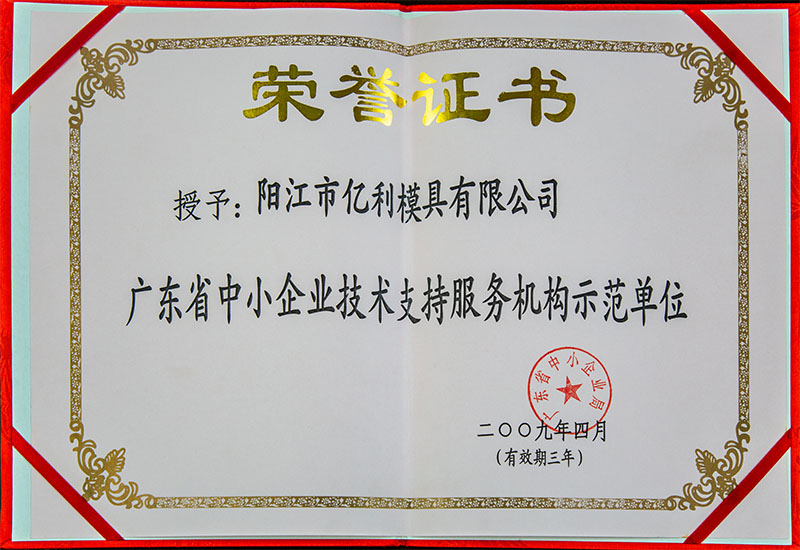 荣誉证书
授予：阳江市亿利模具有限公司
广东省中小企业技术支持服务机构示范单位
广东省中小企业局
二〇〇九年四月
（有效期三年）